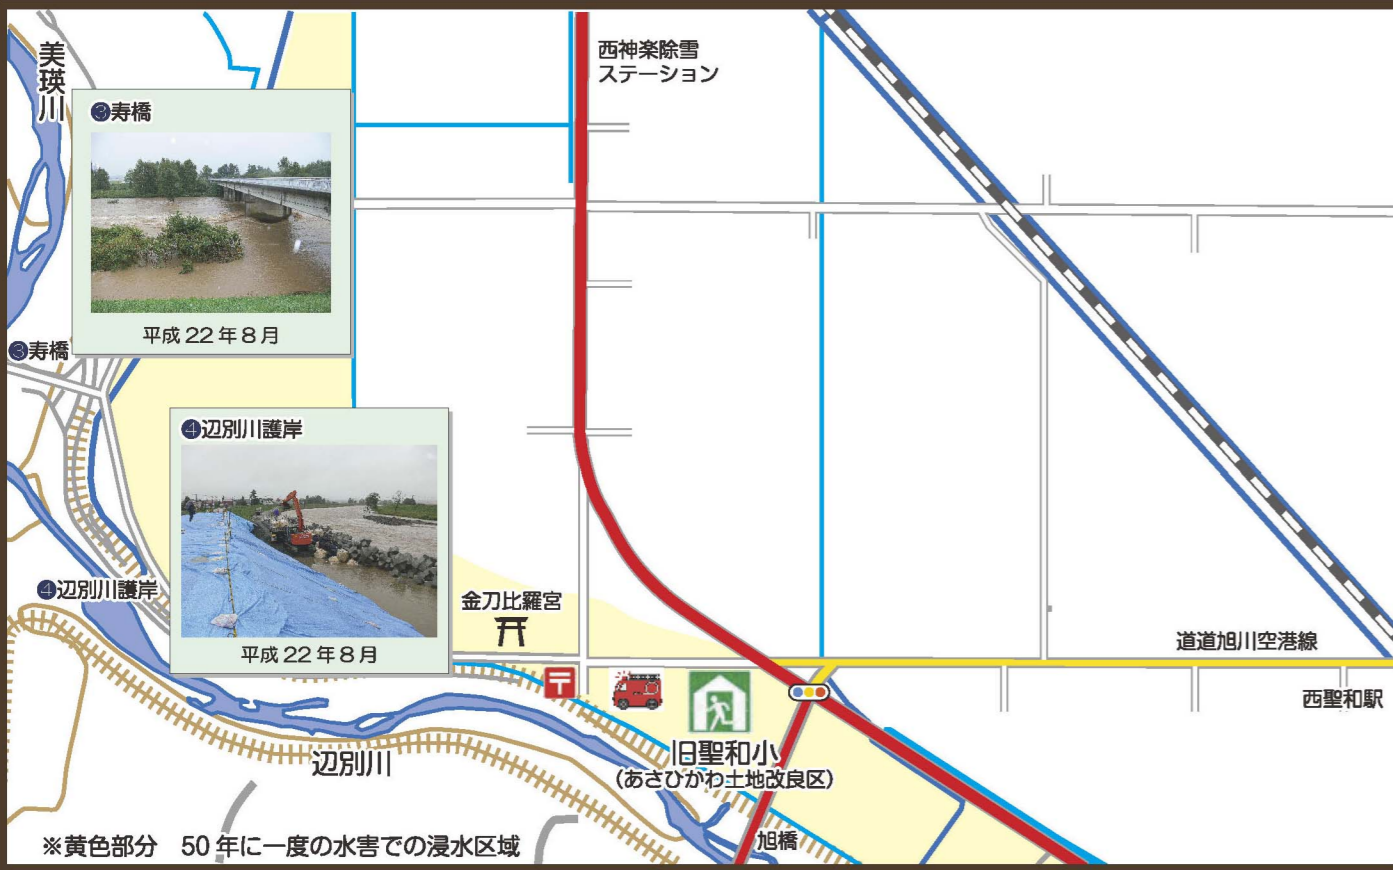 美瑛川
❸寿橋
平成22年8月
西神楽除雪
ステーション
❸寿橋
❹辺別川護岸
平成22年8月
❹辺別川護岸
金刀比羅宮
〒
道道旭川空港線
西聖和駅
旧聖和小
(あさひかわ土地改良区)
辺別川
旭橋
※黄色部分 50年に一度の水害での浸水区域